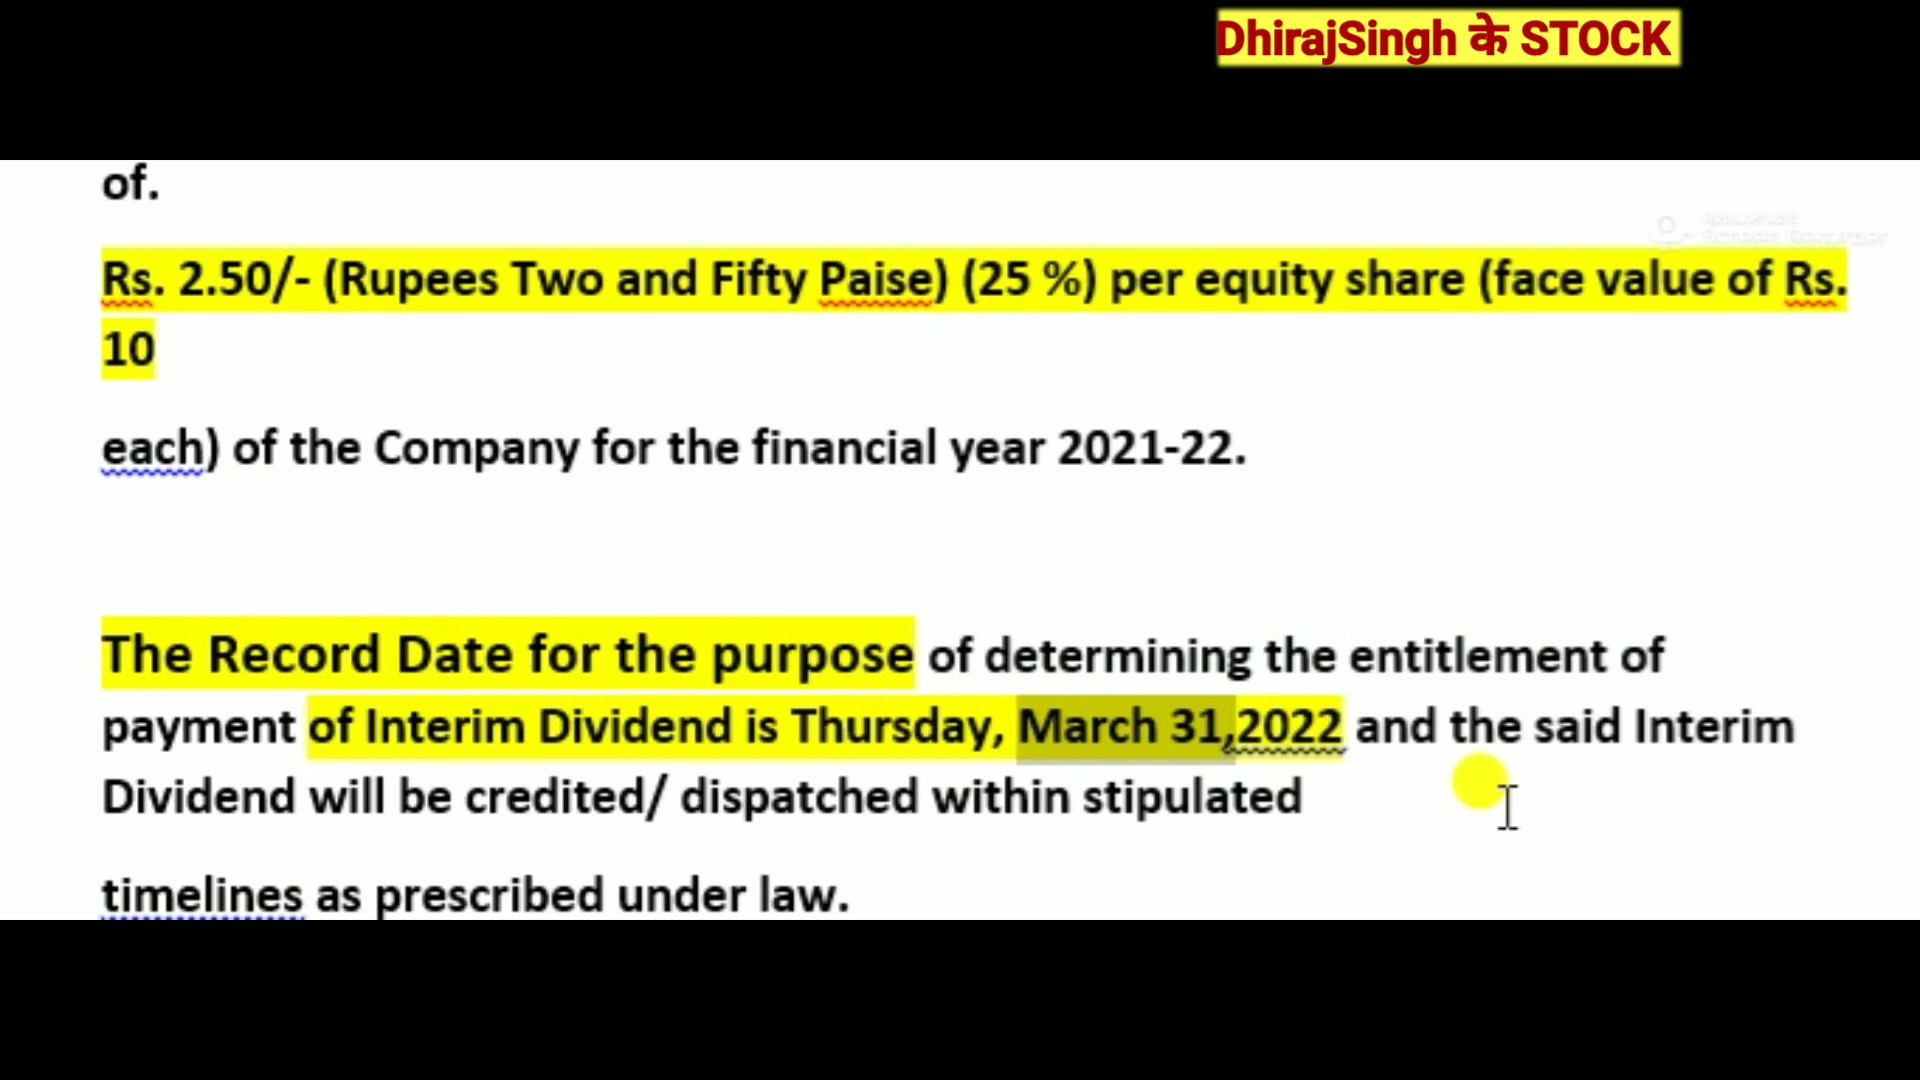 DhirajSingh के STOCK
of.
Rs. 2.50/- (Rupees Two and Fifty Paise) (25 %) per equity share (face value of Rs.
10
each) of the Company for the financial year 2021-22.
The Record Date for the purpose of determining the entitlement of
payment of Interim Dividend is Thursday, March 31,2022 and the said Interim
Dividend will be credited/ dispatched within stipulated
timelines as prescribed under law.
Screen Recorder